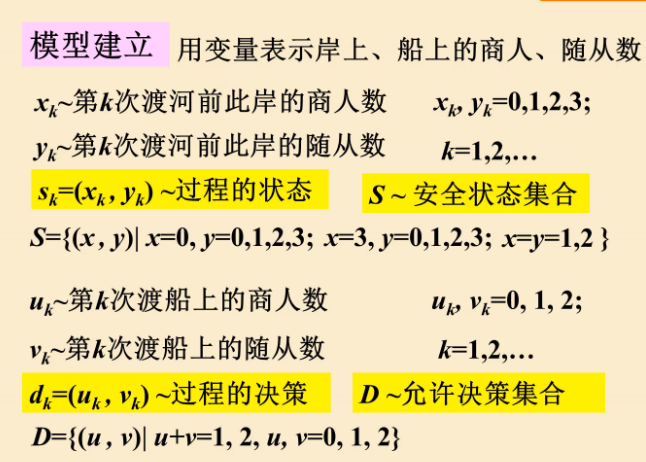 模型建立 用变量表示岸上、船上的商人、随从数
xₖ~第k次渡河前此岸的商人数 xₖ, yₖ=0,1,2,3;
yₖ~第k次渡河前此岸的随从数 k=1,2,…
sₖ=(xₖ, yₖ) ~过程的状态 S ~ 安全状态集合
S={(x, y)| x=0, y=0,1,2,3; x=3, y=0,1,2,3; x=y=1,2 }
uₖ~第k次渡船上的商人数 uₖ, vₖ=0, 1, 2;
vₖ~第k次渡船上的随从数 k=1,2,…
dₖ=(uₖ, vₖ) ~过程的决策 D ~允许决策集合
D={(u, v)| u+v=1, 2, u, v=0, 1, 2}